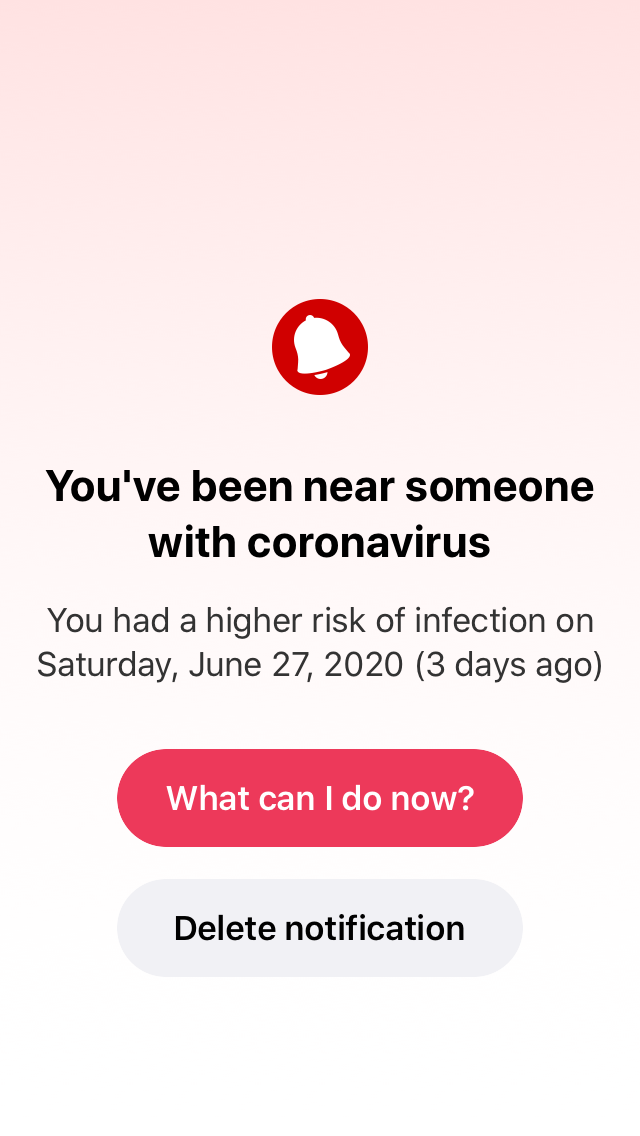 You've been near someone
with coronavirus
You had a higher risk of infection on
Saturday, June 27, 2020 (3 days ago)
What can I do now?
Delete notification